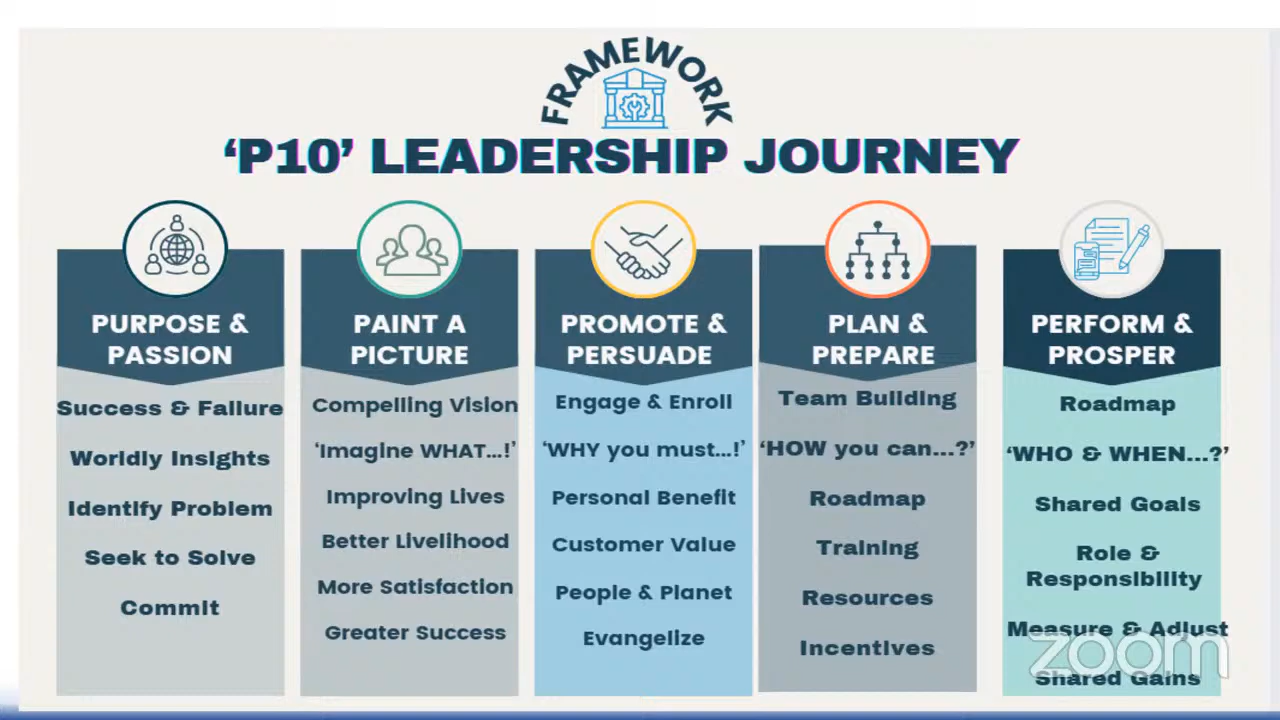 FRAMEWORK
‘P10’ LEADERSHIP JOURNEY
PURPOSE &
PASSION
Success & Failure
Worldly Insights
Identify Problem
Seek to Solve
Commit
PAINT A
PICTURE
Compelling Vision
‘Imagine WHAT...!’
Improving Lives
Better Livelihood
More Satisfaction
Greater Success
PROMOTE &
PERSUADE
Engage & Enroll
‘WHY you must...!’
Personal Benefit
Customer Value
People & Planet
Evangelize
PLAN &
PREPARE
Team Building
‘HOW you can...?’
Roadmap
Training
Resources
Incentives
PERFORM &
PROSPER
Roadmap
‘WHO & WHEN...?’
Shared Goals
Role &
Responsibility
Measure & Adjust
Shared Gains
zoom